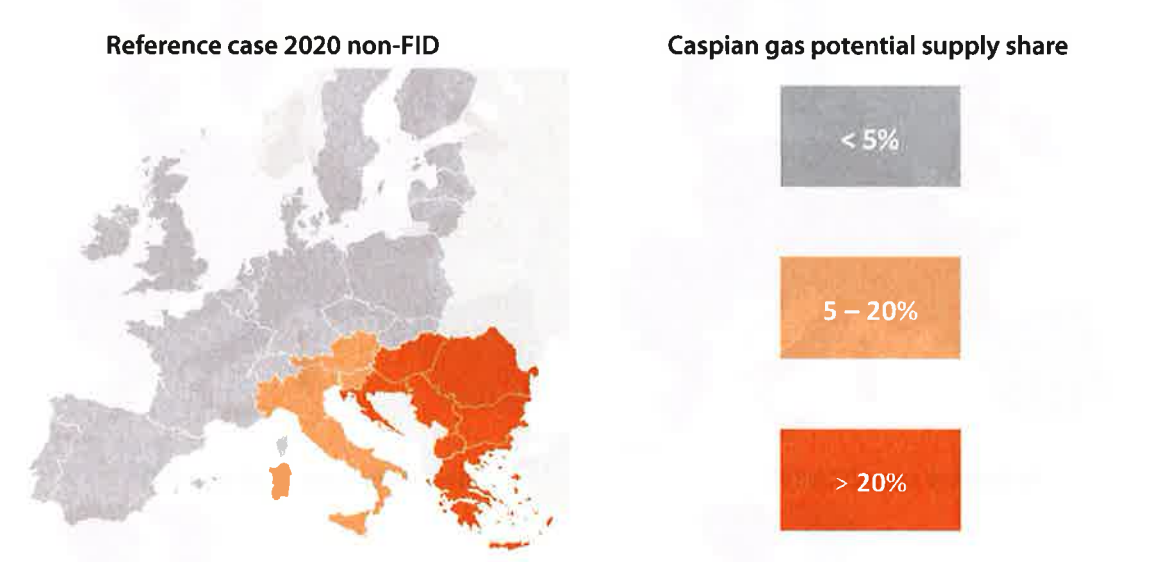 Reference case 2020 non-FID
Caspian gas potential supply share
< 5%
5 – 20%
> 20%